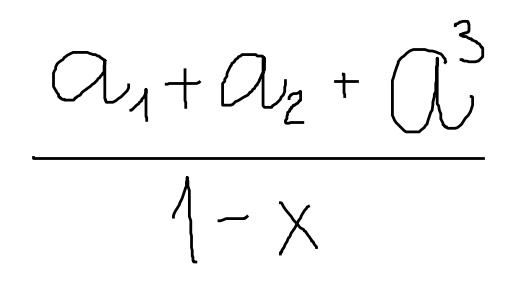 a₁ + a₂ + a³
1 - x